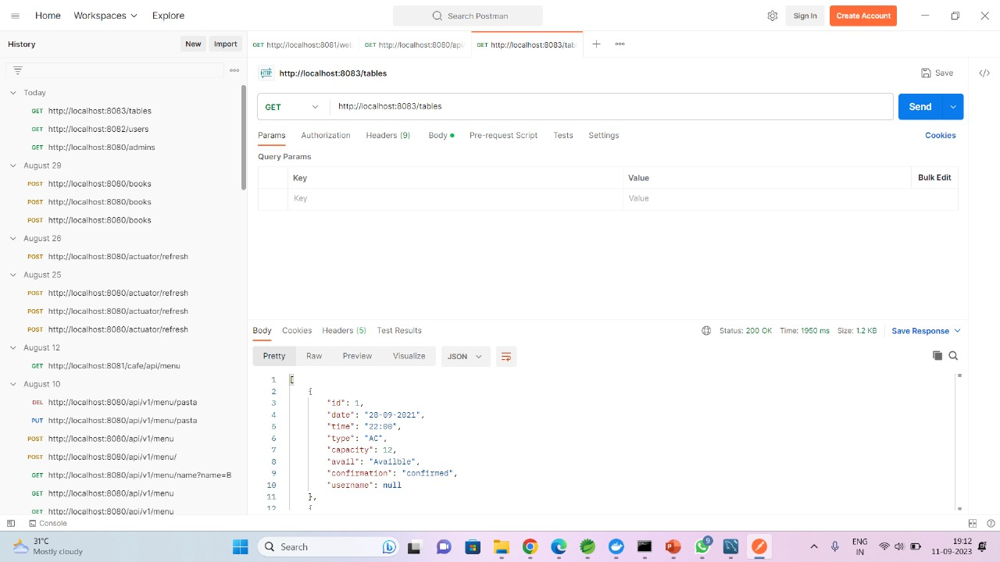 Home Workspaces Explore Search Postman Sign In Create Account
History New Import GET http://localhost:8081/wel GET http://localhost:8080/api/ GET http://localhost:8083/tab
HTTP http://localhost:8083/tables Save
Today
GET http://localhost:8083/tables
GET http://localhost:8082/users
GET http://localhost:8080/admins
August 29
POST http://localhost:8080/books
POST http://localhost:8080/books
POST http://localhost:8080/books
August 26
POST http://localhost:8080/actuator/refresh
August 25
POST http://localhost:8080/actuator/refresh
POST http://localhost:8080/actuator/refresh
POST http://localhost:8080/actuator/refresh
August 12
GET http://localhost:8081/cafe/api/menu
August 10
DEL http://localhost:8080/api/v1/menu/pasta
PUT http://localhost:8080/api/v1/menu/pasta
POST http://localhost:8080/api/v1/menu
POST http://localhost:8080/api/v1/menu/
GET http://localhost:8080/api/v1/menu/name?name=B
GET http://localhost:8080/api/v1/menu
GET http://localhost:8080/api/v1/menu
GET http://localhost:8083/tables Send
Params Authorization Headers (9) Body Pre-request Script Tests Settings Cookies
Query Params
Key Value Bulk Edit
Key Value
Body Cookies Headers (5) Test Results Status: 200 OK Time: 1950 ms Size: 1.2 KB Save Response
Pretty Raw Preview Visualize JSON
1 [
2 {
3 "id": 1,
4 "date": "28-09-2021",
5 "time": "22:00",
6 "type": "AC",
7 "capacity": 12,
8 "avail": "Availble",
9 "confirmation": "confirmed",
10 "username": null
11 },
12 {
Console
31°C
Mostly cloudy
Search
9
ENG
IN
19:12
11-09-2023